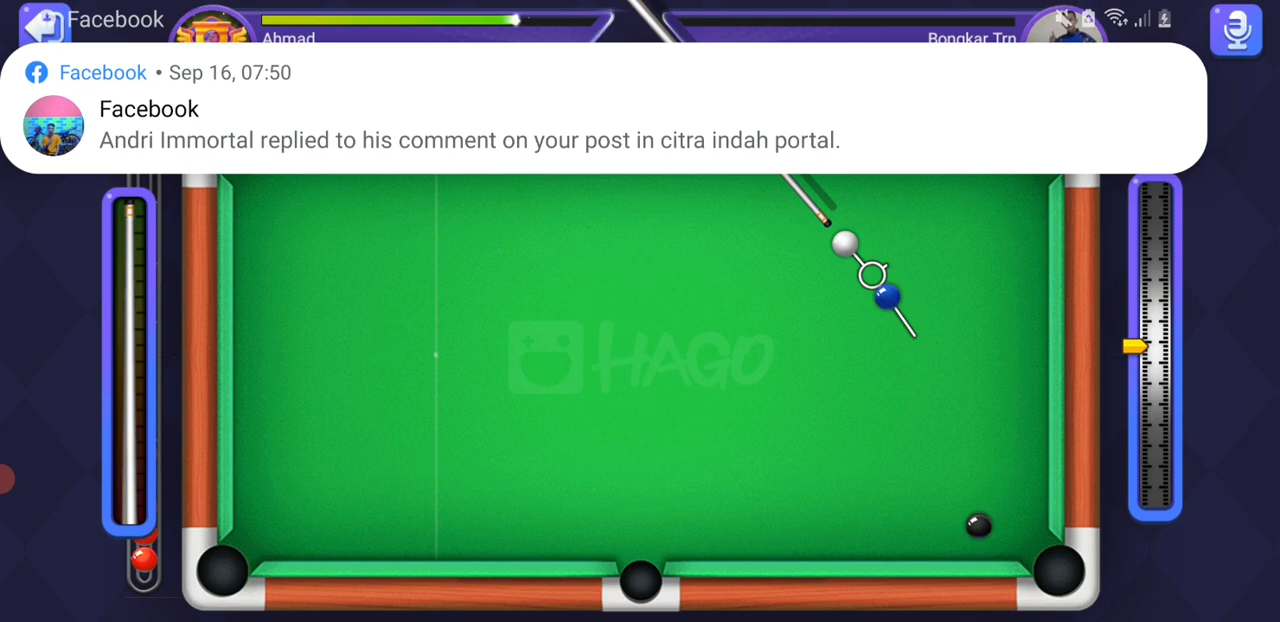 Facebook
Ahmad
Bongkar Trn
Facebook • Sep 16, 07:50
Facebook
Andri Immortal replied to his comment on your post in citra indah portal.
HAGO